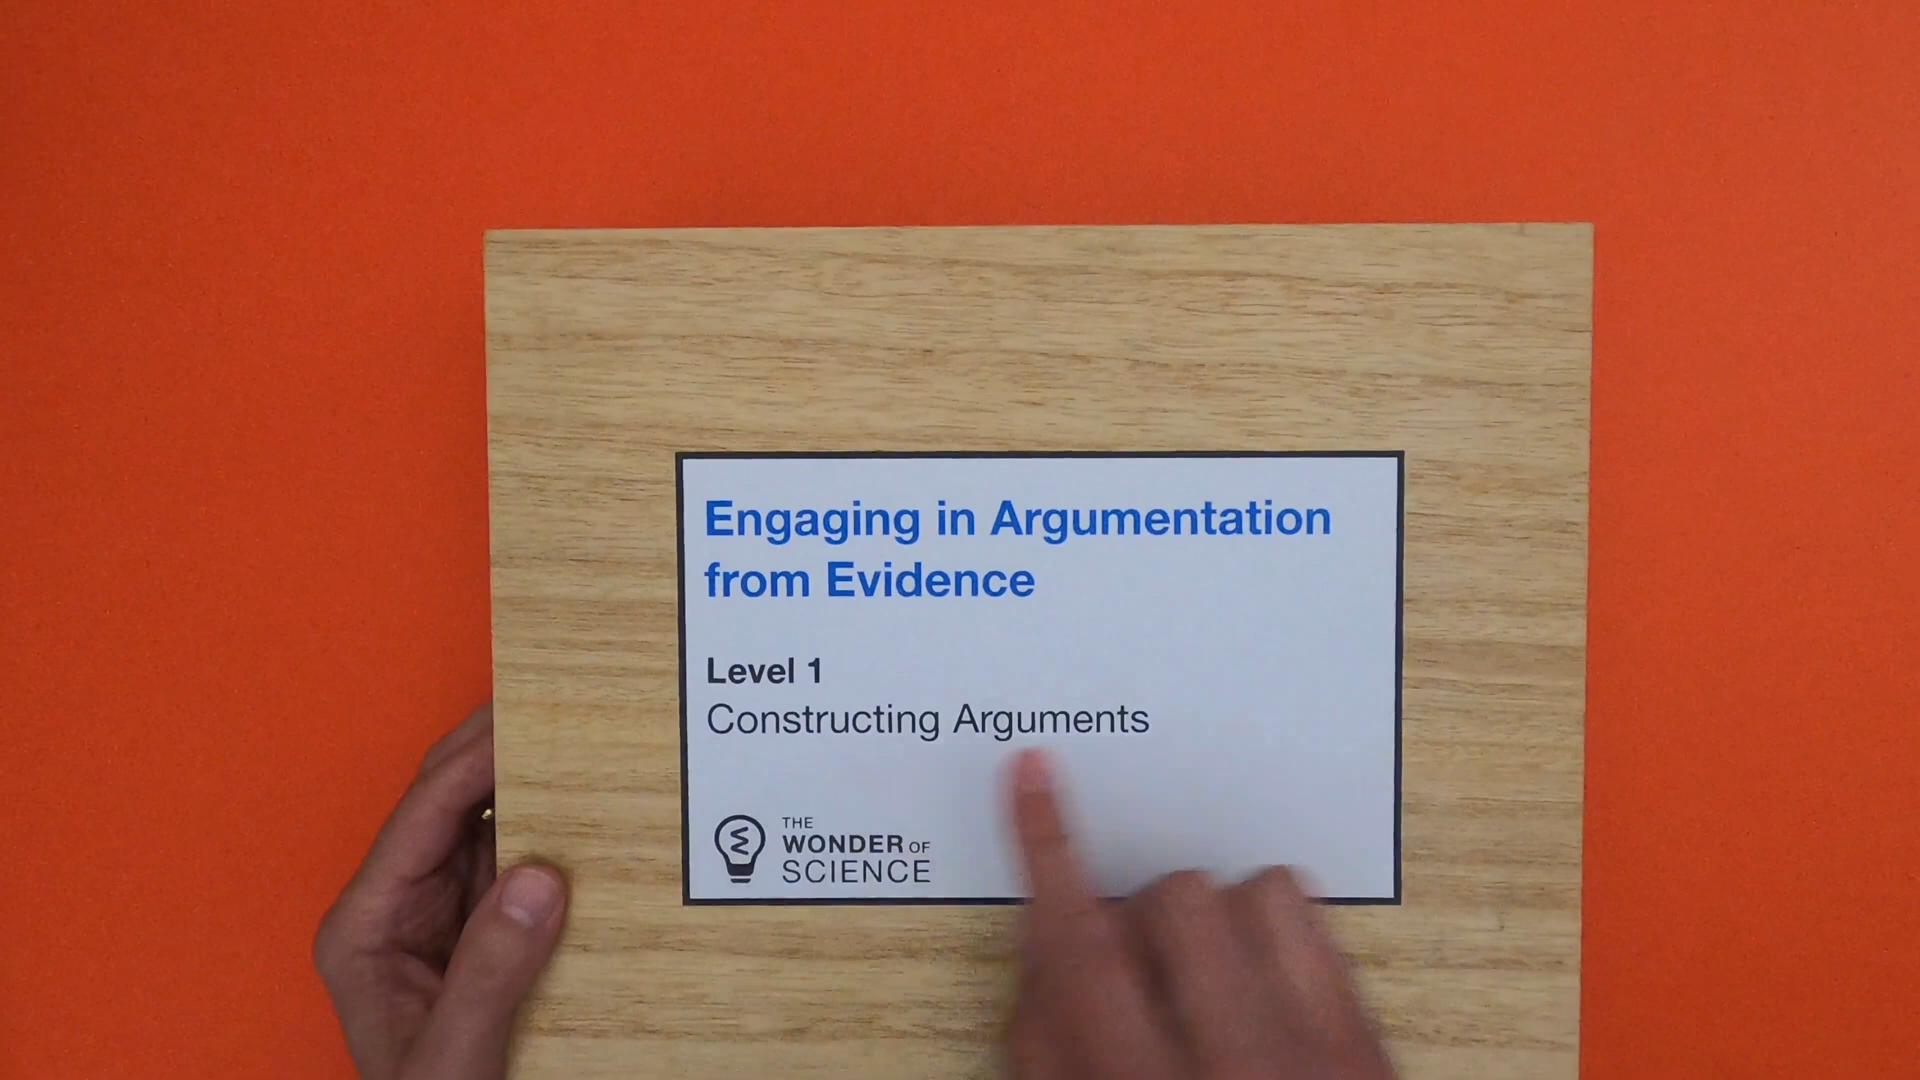 Engaging in Argumentation
from Evidence
Level 1
Constructing Arguments
THE
WONDER OF
SCIENCE